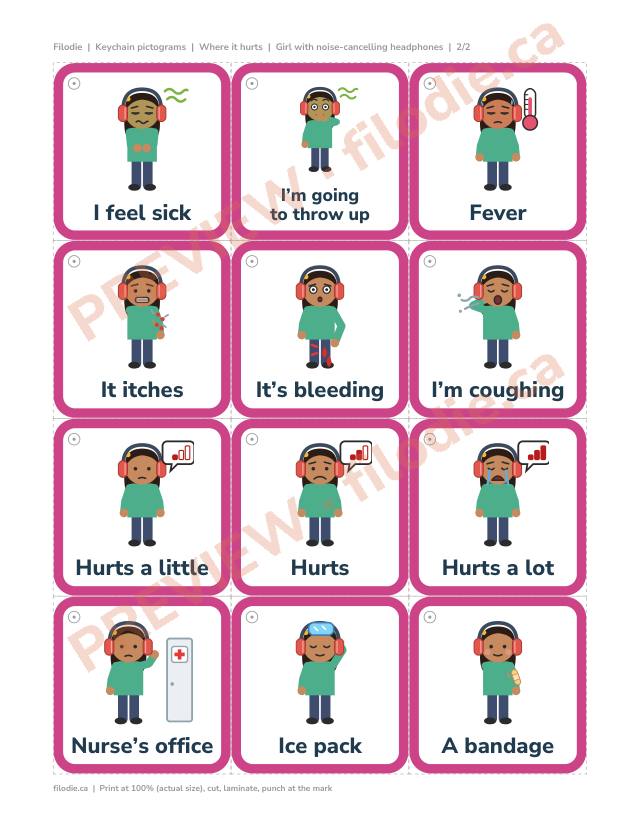 Filodie | Keychain pictograms | Where it hurts | Girl with noise-cancelling headphones | 2/2
I feel sick
I'm going
to throw up
Fever
It itches
It's bleeding
I'm coughing
Hurts a little
Hurts
Hurts a lot
Nurse's office
Ice pack
A bandage
PREVIEW · filodie.ca
PREVIEW · filodie.ca
filodie.ca | Print at 100% (actual size), cut, laminate, punch at the mark